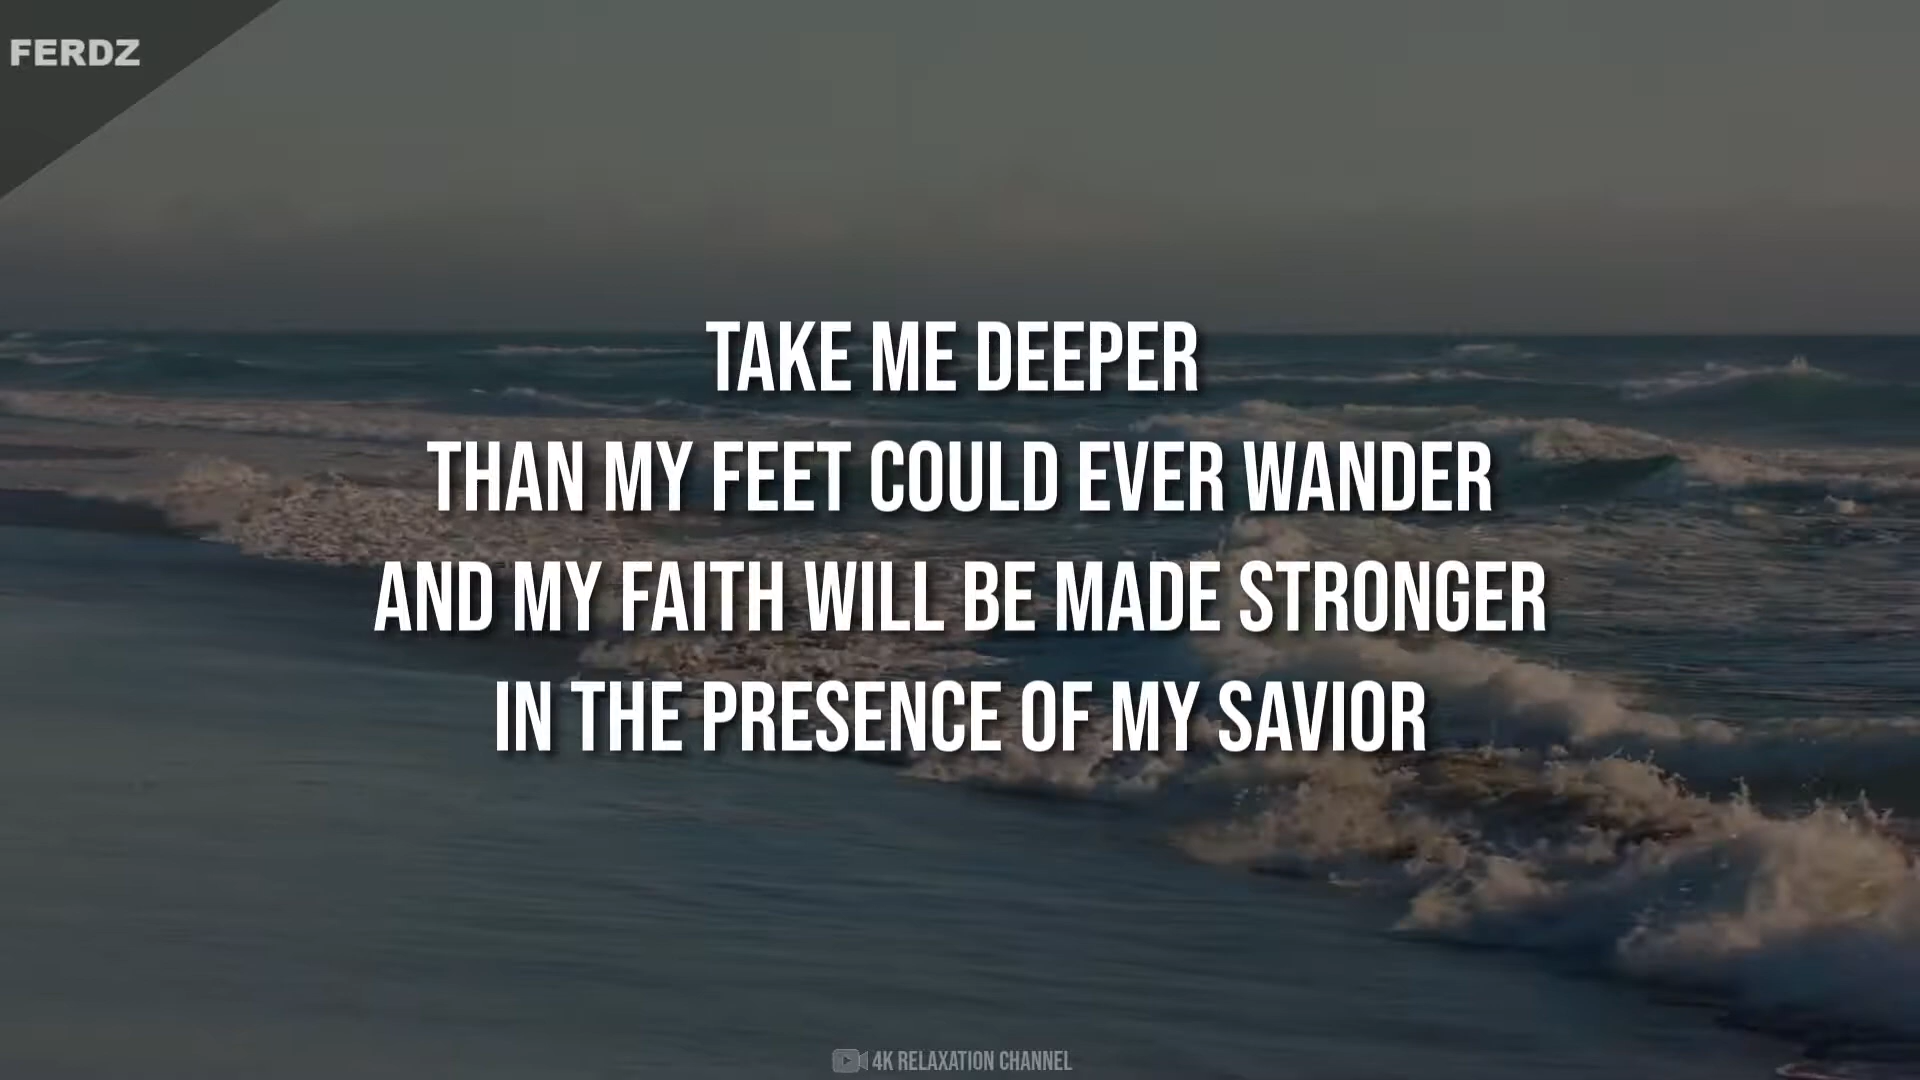 FERDZ
TAKE ME DEEPER
THAN MY FEET COULD EVER WANDER
AND MY FAITH WILL BE MADE STRONGER
IN THE PRESENCE OF MY SAVIOR
4K RELAXATION CHANNEL